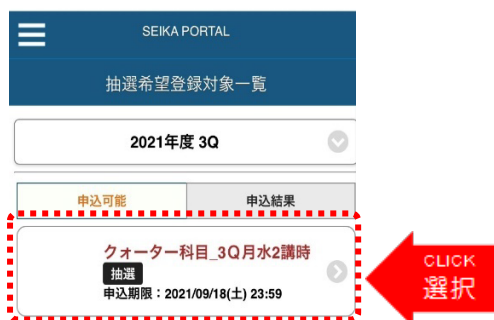 SEIKA PORTAL
抽選希望登録対象一覧
2021年度 3Q
申込可能 申込結果
クォーター科目_3Q月水2講時
抽選
申込期限：2021/09/18(土) 23:59
CLICK
選択